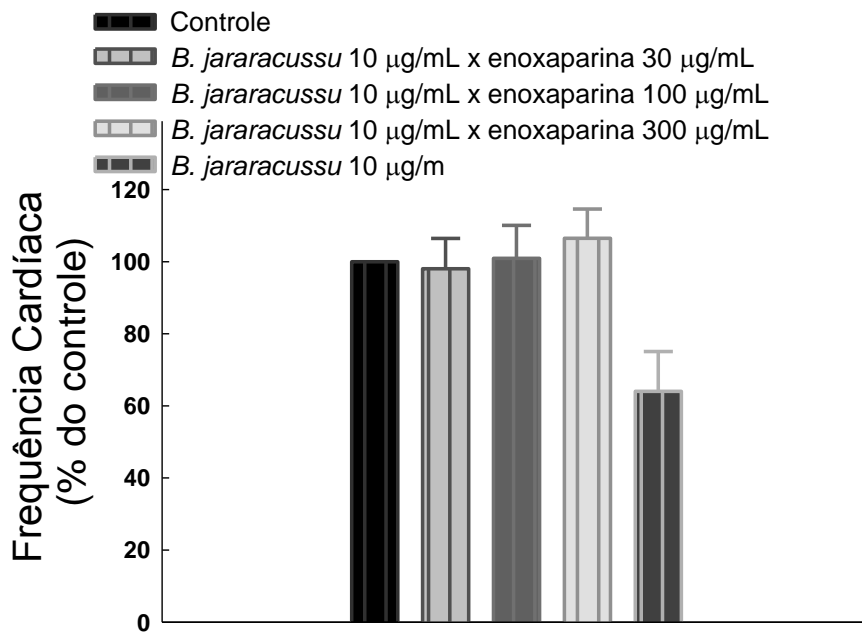 Controle
B. jararacussu 10 μg/mL x enoxaparina 30 μg/mL
B. jararacussu 10 μg/mL x enoxaparina 100 μg/mL
B. jararacussu 10 μg/mL x enoxaparina 300 μg/mL
B. jararacussu 10 μg/m
Frequência Cardíaca
(% do controle)
120
100
80
60
40
20
0